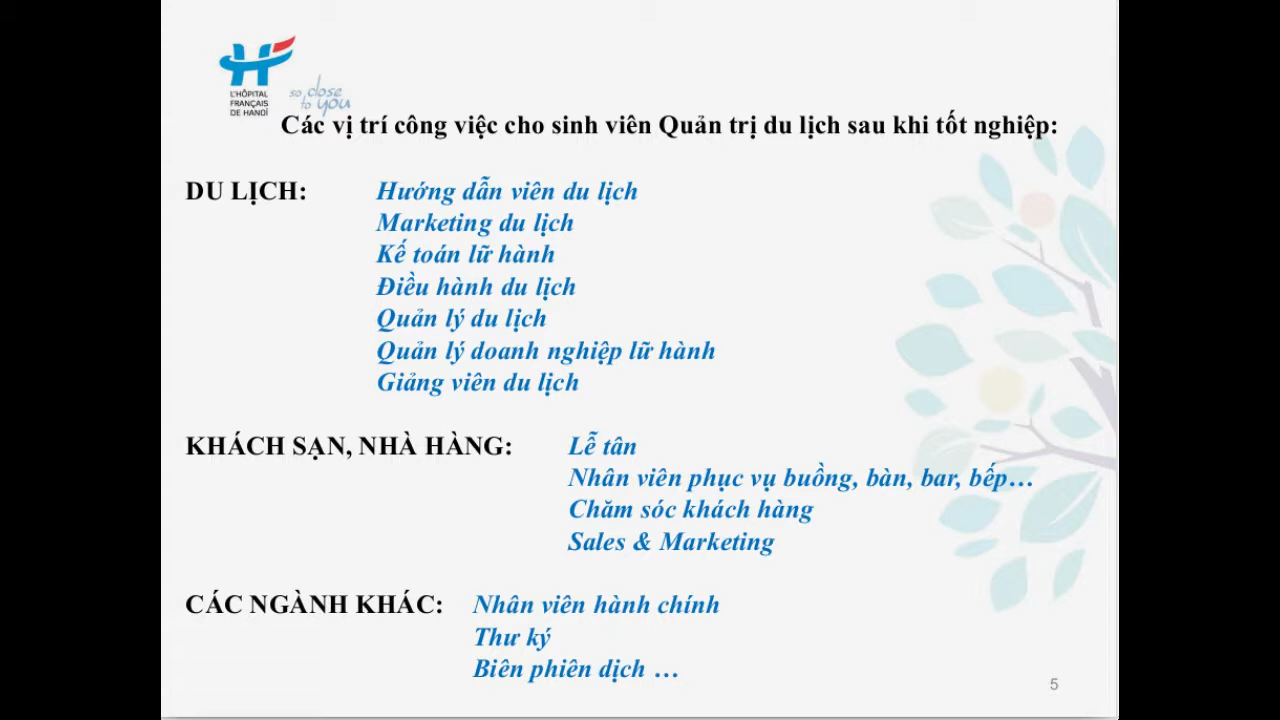 L'HÔPITAL
FRANÇAIS
DE HANOÏ
so close
to you
Các vị trí công việc cho sinh viên Quản trị du lịch sau khi tốt nghiệp:
DU LỊCH: Hướng dẫn viên du lịch
Marketing du lịch
Kế toán lữ hành
Điều hành du lịch
Quản lý du lịch
Quản lý doanh nghiệp lữ hành
Giảng viên du lịch
KHÁCH SẠN, NHÀ HÀNG: Lễ tân
Nhân viên phục vụ buồng, bàn, bar, bếp…
Chăm sóc khách hàng
Sales & Marketing
CÁC NGÀNH KHÁC: Nhân viên hành chính
Thư ký
Biên phiên dịch …
5